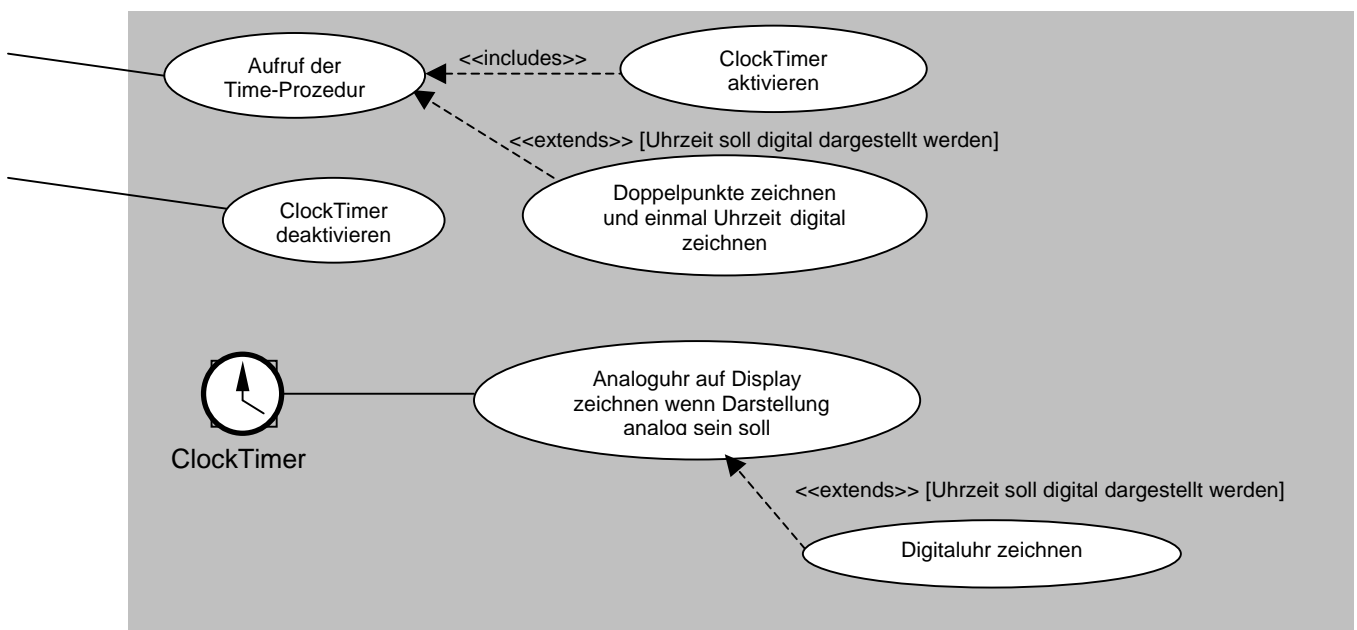 Aufruf der
Time-Prozedur
<<includes>>
ClockTimer
aktivieren
<<extends>> [Uhrzeit soll digital dargestellt werden]
ClockTimer
deaktivieren
Doppelpunkte zeichnen
und einmal Uhrzeit digital
zeichnen
Analoguhr auf Display
zeichnen wenn Darstellung
analog sein soll
ClockTimer
<<extends>> [Uhrzeit soll digital dargestellt werden]
Digitaluhr zeichnen